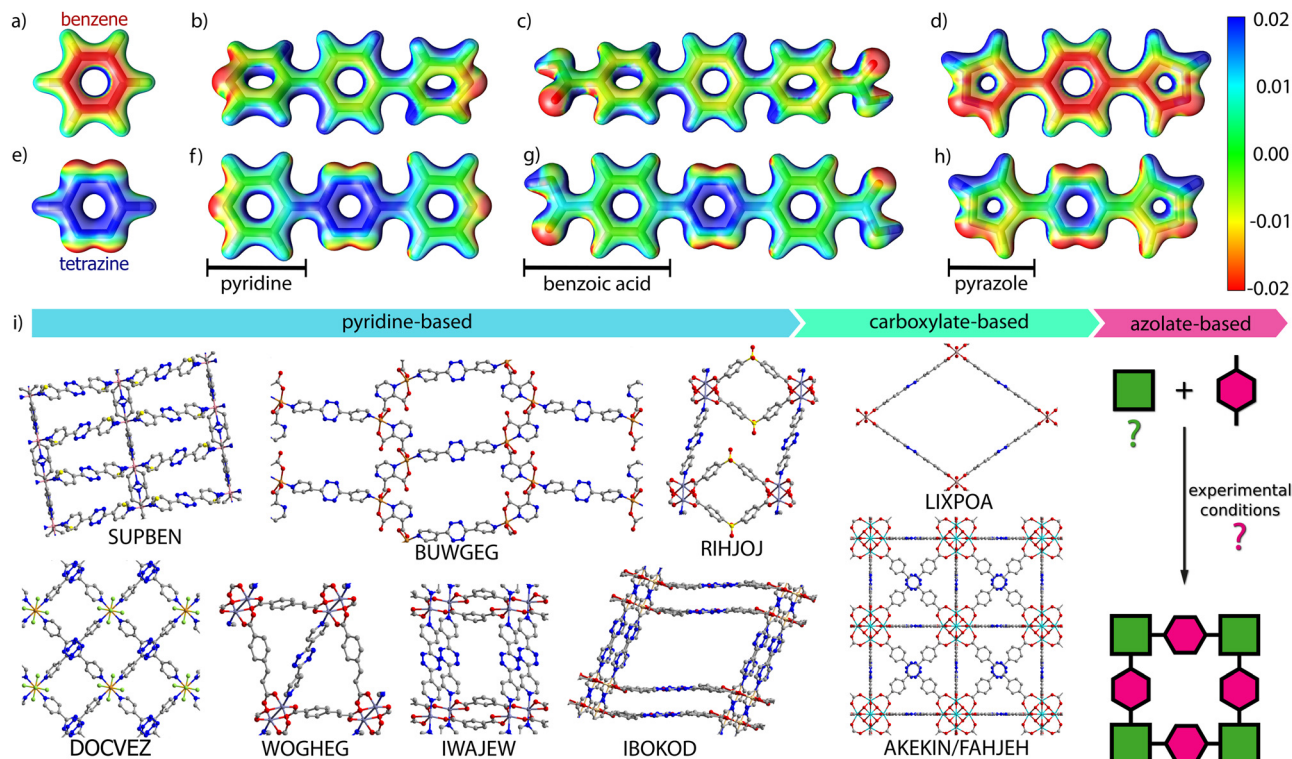 a)
benzene
b)
c)
d)
0.02
0.01
0.00
-0.01
-0.02
e)
tetrazine
f)
pyridine
g)
benzoic acid
h)
pyrazole
i)
pyridine-based
carboxylate-based
azolate-based
SUPBEN
BUWGEG
RIHJOJ
LIXPOA
+
?
experimental
conditions
?
DOCVEZ
WOGHEG
IWAJEW
IBOKOD
AKEKIN/FAHJEH